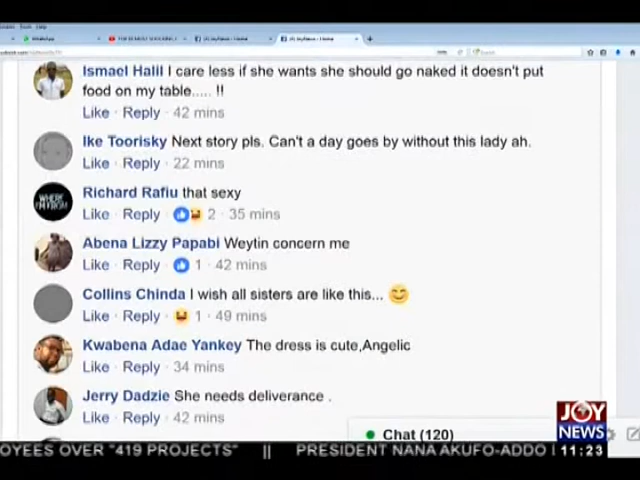 WhatsApp
Ismael Halil I care less if she wants she should go naked it doesn't put
food on my table..... !!
Like · Reply · 42 mins
Ike Toorisky Next story pls. Can't a day goes by without this lady ah.
Like · Reply · 22 mins
Richard Rafiu that sexy
Like · Reply · 2 · 35 mins
Abena Lizzy Papabi Weytin concern me
Like · Reply · 1 · 42 mins
Collins Chinda I wish all sisters are like this... 😊
Like · Reply · 1 · 49 mins
Kwabena Adae Yankey The dress is cute,Angelic
Like · Reply · 34 mins
Jerry Dadzie She needs deliverance .
Like · Reply · 42 mins
Chat (120)
JOY
NEWS
OYEES OVER "419 PROJECTS" || PRESIDENT NANA AKUFO-ADDO
11:23